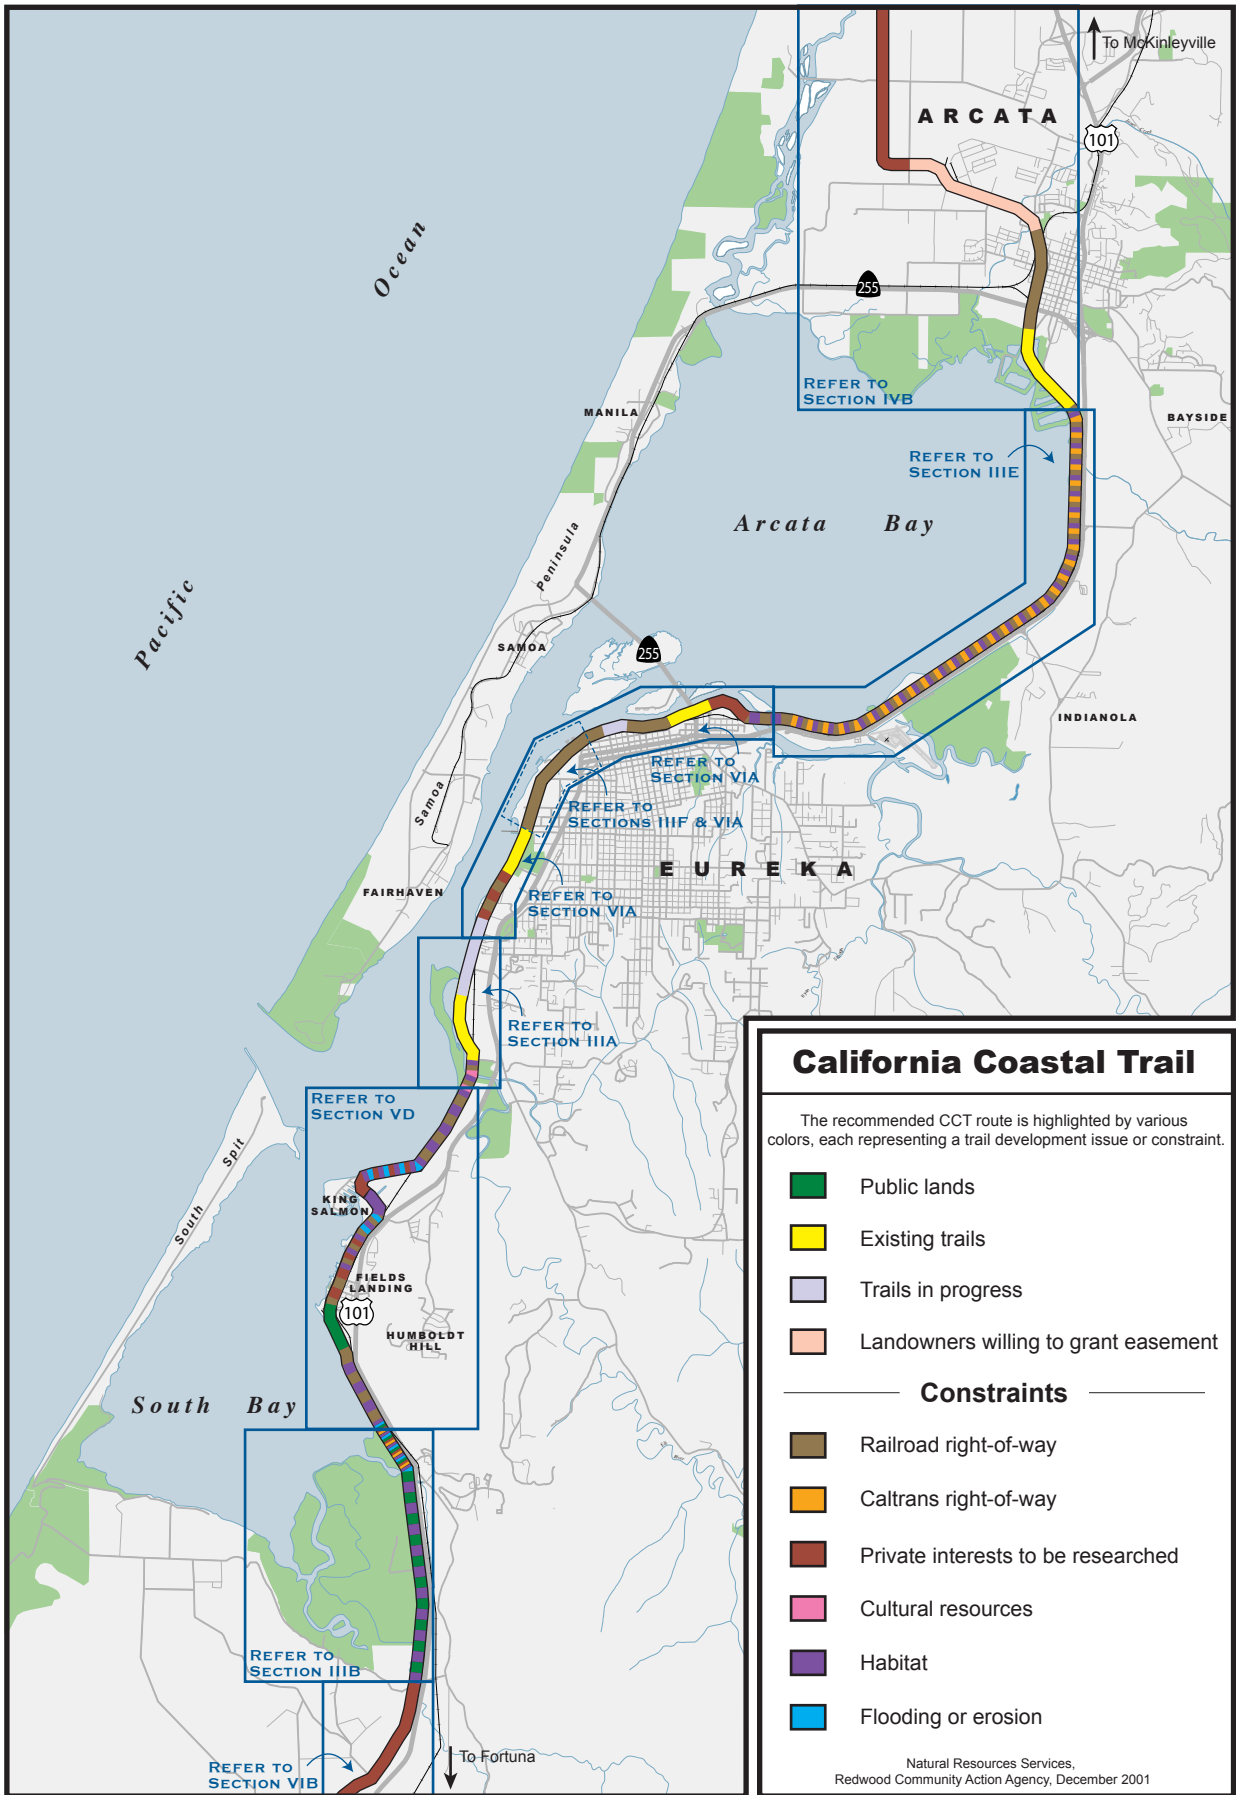 To McKinleyville
ARCATA
101
Ocean
255
REFER TO
SECTION IVB
MANILA
BAYSIDE
REFER TO
SECTION IIIE
Arcata Bay
Peninsula
Pacific
SAMOA
255
INDIANOLA
REFER TO
SECTION VIA
Samoa
REFER TO
SECTIONS IIIF & VIA
EUREKA
FAIRHAVEN
REFER TO
SECTION VIA
REFER TO
SECTION IIIA
REFER TO
SECTION VD
South Spit
KING
SALMON
FIELDS
LANDING
101
HUMBOLDT
HILL
South Bay
REFER TO
SECTION IIIB
REFER TO
SECTION VIB
To Fortuna
California Coastal Trail
The recommended CCT route is highlighted by various
colors, each representing a trail development issue or constraint.
Public lands
Existing trails
Trails in progress
Landowners willing to grant easement
Constraints
Railroad right-of-way
Caltrans right-of-way
Private interests to be researched
Cultural resources
Habitat
Flooding or erosion
Natural Resources Services,
Redwood Community Action Agency, December 2001